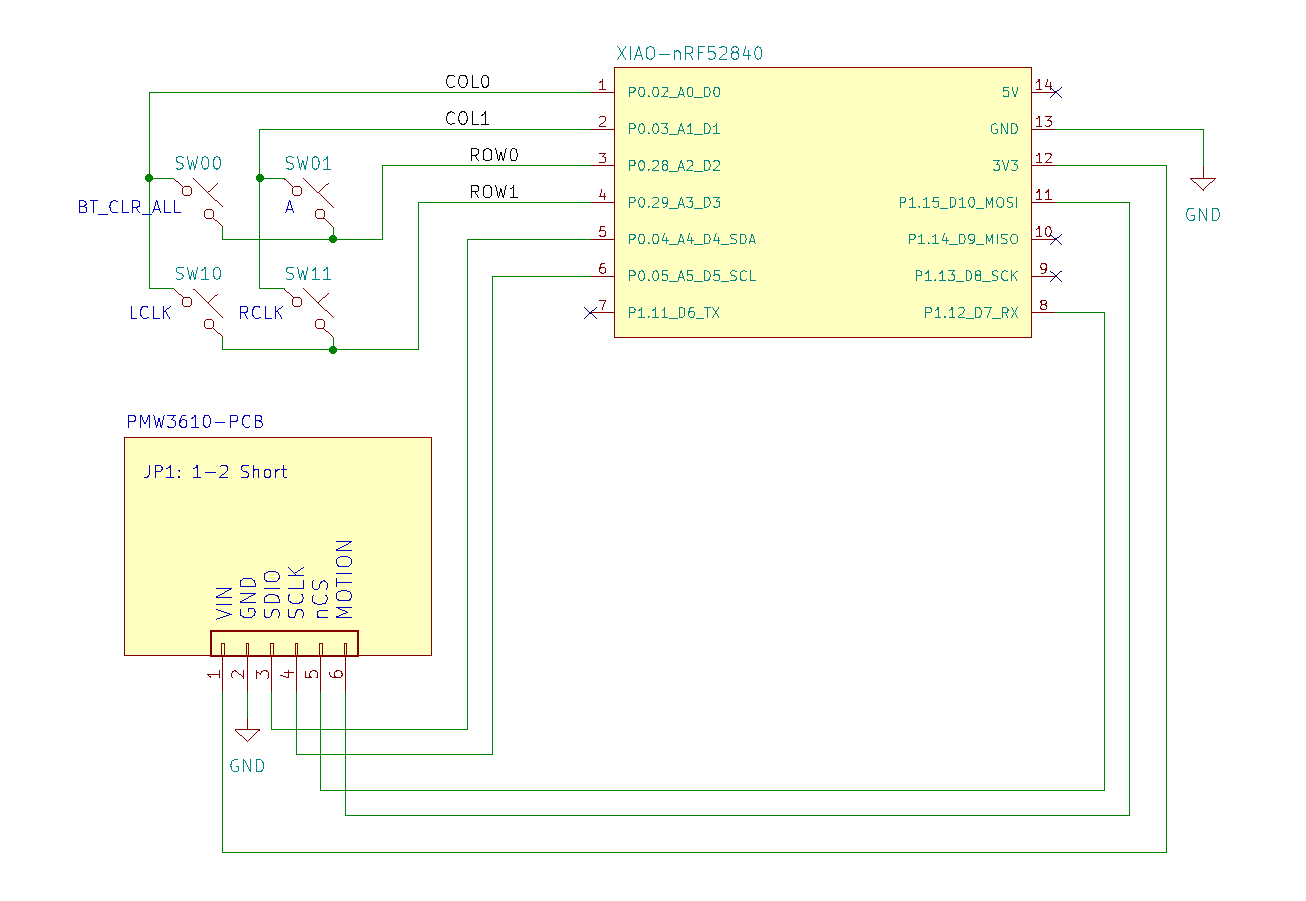 XIAO-nRF52840
COL0
1
P0.02_A0_D0
5V
14
COL1
2
P0.03_A1_D1
GND
13
ROW0
3
P0.28_A2_D2
3V3
12
SW00
SW01
ROW1
4
P0.29_A3_D3
P1.15_D10_MOSI
11
BT_CLR_ALL
A
GND
5
P0.04_A4_D4_SDA
P1.14_D9_MISO
10
SW10
SW11
6
P0.05_A5_D5_SCL
P1.13_D8_SCK
9
LCLK
RCLK
7
P1.11_D6_TX
P1.12_D7_RX
8
PMW3610-PCB
JP1: 1-2 Short
VIN
GND
SDIO
SCLK
nCS
MOTION
1
2
3
4
5
6
GND